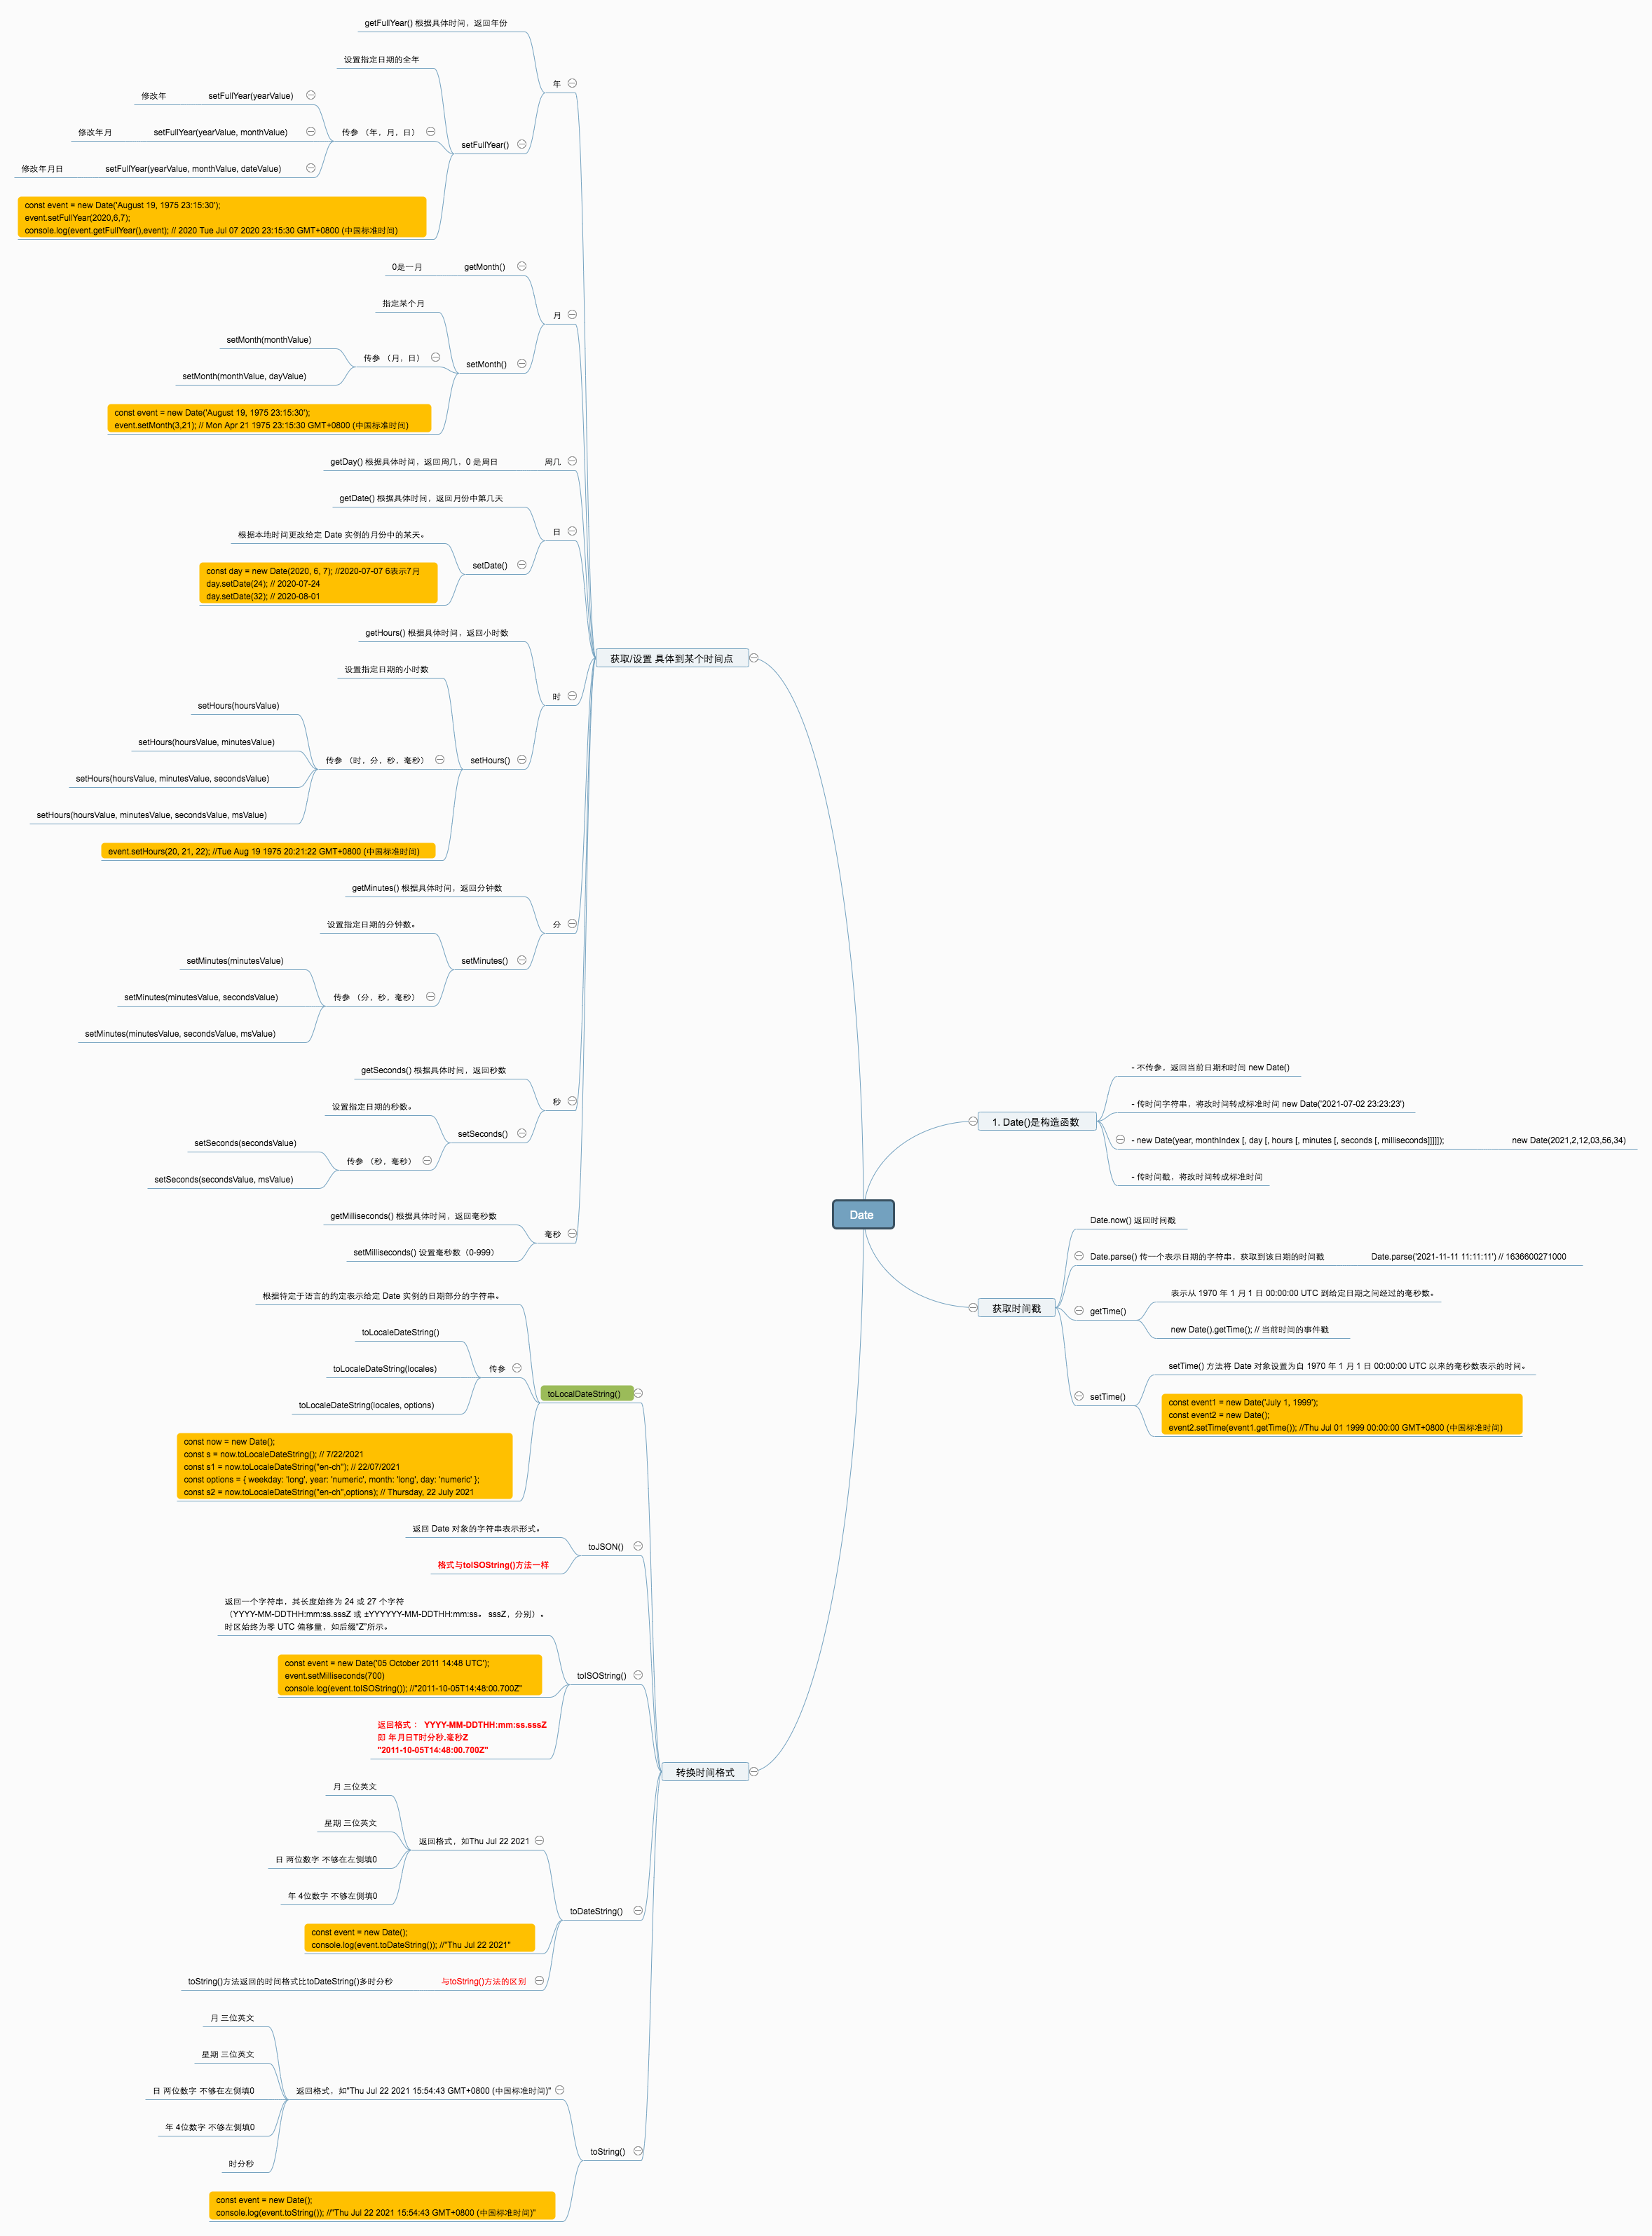 Date
1. Date()是构造函数
- 不传参，返回当前日期和时间 new Date()
- 传时间字符串，将改时间转成标准时间 new Date('2021-07-02 23:23:23')
- new Date(year, monthIndex [, day [, hours [, minutes [, seconds [, milliseconds]]]]]);
new Date(2021,2,12,03,56,34)
- 传时间戳，将改时间转成标准时间
获取时间戳
Date.now() 返回时间戳
Date.parse() 传一个表示日期的字符串，获取到该日期的时间戳
Date.parse('2021-11-11 11:11:11') // 1636600271000
getTime()
表示从 1970 年 1 月 1 日 00:00:00 UTC 到给定日期之间经过的毫秒数。
new Date().getTime(); // 当前时间的事件戳
setTime()
setTime() 方法将 Date 对象设置为自 1970 年 1 月 1 日 00:00:00 UTC 以来的毫秒数表示的时间。
const event1 = new Date('July 1, 1999');
const event2 = new Date();
event2.setTime(event1.getTime()); //Thu Jul 01 1999 00:00:00 GMT+0800 (中国标准时间)
获取/设置 具体到某个时间点
年
getFullYear() 根据具体时间，返回年份
setFullYear()
设置指定日期的全年
传参 （年，月，日）
setFullYear(yearValue)
修改年
setFullYear(yearValue, monthValue)
修改年月
setFullYear(yearValue, monthValue, dateValue)
修改年月日
const event = new Date('August 19, 1975 23:15:30');
event.setFullYear(2020,6,7);
console.log(event.getFullYear(),event); // 2020 Tue Jul 07 2020 23:15:30 GMT+0800 (中国标准时间)
月
getMonth()
0是一月
setMonth()
指定某个月
传参 （月，日）
setMonth(monthValue)
setMonth(monthValue, dayValue)
const event = new Date('August 19, 1975 23:15:30');
event.setMonth(3,21); // Mon Apr 21 1975 23:15:30 GMT+0800 (中国标准时间)
周几
getDay() 根据具体时间，返回周几，0 是周日
日
getDate() 根据具体时间，返回月份中第几天
setDate()
根据本地时间更改给定 Date 实例的月份中的某天。
const day = new Date(2020, 6, 7); //2020-07-07 6表示7月
day.setDate(24); // 2020-07-24
day.setDate(32); // 2020-08-01
时
getHours() 根据具体时间，返回小时数
setHours()
设置指定日期的小时数
传参 （时，分，秒，毫秒）
setHours(hoursValue)
setHours(hoursValue, minutesValue)
setHours(hoursValue, minutesValue, secondsValue)
setHours(hoursValue, minutesValue, secondsValue, msValue)
event.setHours(20, 21, 22); //Tue Aug 19 1975 20:21:22 GMT+0800 (中国标准时间)
分
getMinutes() 根据具体时间，返回分钟数
setMinutes()
设置指定日期的分钟数。
传参 （分，秒，毫秒）
setMinutes(minutesValue)
setMinutes(minutesValue, secondsValue)
setMinutes(minutesValue, secondsValue, msValue)
秒
getSeconds() 根据具体时间，返回秒数
setSeconds()
设置指定日期的秒数。
传参 （秒，毫秒）
setSeconds(secondsValue)
setSeconds(secondsValue, msValue)
毫秒
getMilliseconds() 根据具体时间，返回毫秒数
setMilliseconds() 设置毫秒数（0-999）
转换时间格式
toLocalDateString()
根据特定于语言的约定表示给定 Date 实例的日期部分的字符串。
传参
toLocaleDateString()
toLocaleDateString(locales)
toLocaleDateString(locales, options)
const now = new Date();
const s = now.toLocaleDateString(); // 7/22/2021
const s1 = now.toLocaleDateString("en-ch"); // 22/07/2021
const options = { weekday: 'long', year: 'numeric', month: 'long', day: 'numeric' };
const s2 = now.toLocaleDateString("en-ch",options); // Thursday, 22 July 2021
toJSON()
返回 Date 对象的字符串表示形式。
格式与toISOString()方法一样
toISOString()
返回一个字符串，其长度始终为 24 或 27 个字符
（YYYY-MM-DDTHH:mm:ss.sssZ 或 ±YYYYYY-MM-DDTHH:mm:ss。 sssZ，分别）。
时区始终为零 UTC 偏移量，如后缀“Z”所示。
const event = new Date('05 October 2011 14:48 UTC');
event.setMilliseconds(700)
console.log(event.toISOString()); //"2011-10-05T14:48:00.700Z"
返回格式： YYYY-MM-DDTHH:mm:ss.sssZ
即 年月日T时分秒.毫秒Z
"2011-10-05T14:48:00.700Z"
toDateString()
返回格式，如Thu Jul 22 2021
月 三位英文
星期 三位英文
日 两位数字 不够在左侧填0
年 4位数字 不够左侧填0
const event = new Date();
console.log(event.toDateString()); //"Thu Jul 22 2021"
与toString()方法的区别
toString()方法返回的时间格式比toDateString()多时分秒
toString()
返回格式，如"Thu Jul 22 2021 15:54:43 GMT+0800 (中国标准时间)"
月 三位英文
星期 三位英文
日 两位数字 不够在左侧填0
年 4位数字 不够左侧填0
时分秒
const event = new Date();
console.log(event.toString()); //"Thu Jul 22 2021 15:54:43 GMT+0800 (中国标准时间)"